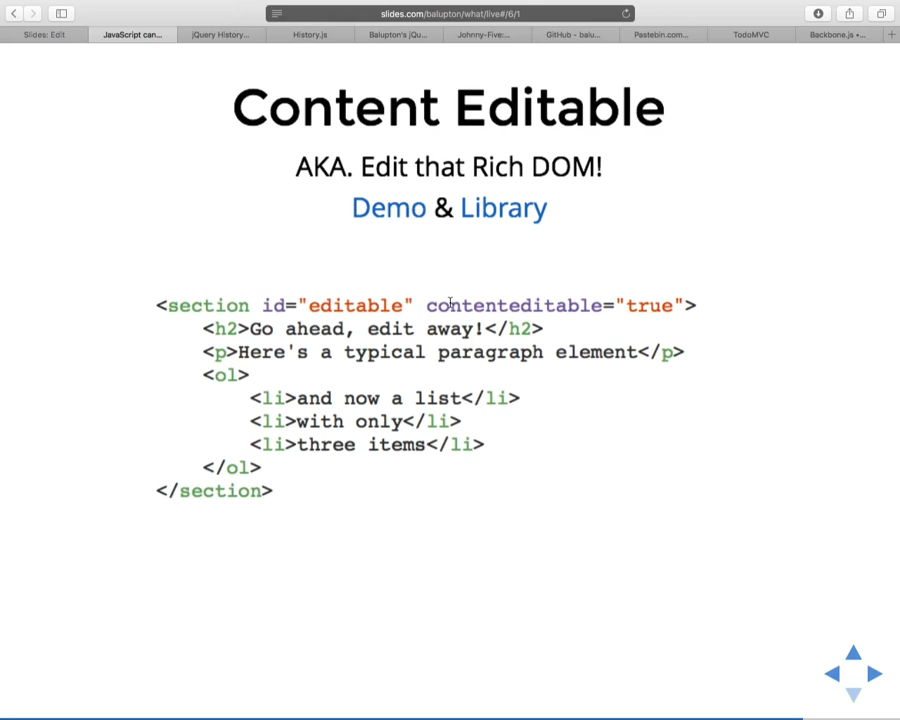 slides.com/balupton/what/live#/6/1
Slides: Edit
JavaScript can...
jQuery History...
History.js
Balupton's jQu...
Johnny-Five:...
GitHub - balu...
Pastebin.com...
TodoMVC
Backbone.js •...
Content Editable
AKA. Edit that Rich DOM!
Demo & Library
<section id="editable" contenteditable="true">
<h2>Go ahead, edit away!</h2>
<p>Here's a typical paragraph element</p>
<ol>
<li>and now a list</li>
<li>with only</li>
<li>three items</li>
</ol>
</section>